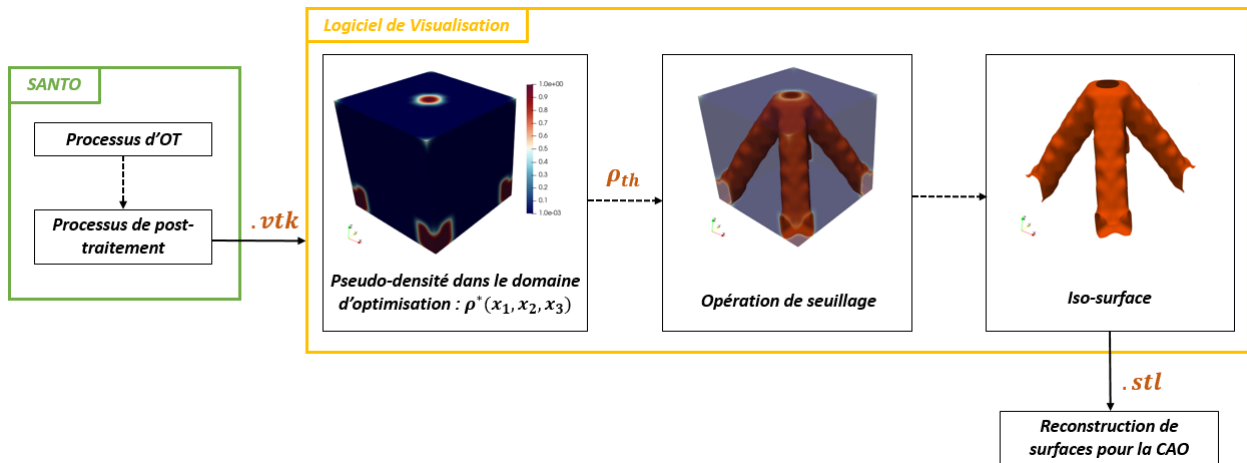 Logiciel de Visualisation
SANTO
Processus d'OT
Processus de post-
traitement
.vtk
1.0e+00
0.9
0.8
0.7
0.6
0.5
0.4
0.3
0.2
0.1
1.0e-03
Pseudo-densité dans le domaine
d'optimisation : ρ*(x₁, x₂, x₃)
ρth
Opération de seuillage
Iso-surface
.stl
Reconstruction de
surfaces pour la CAO